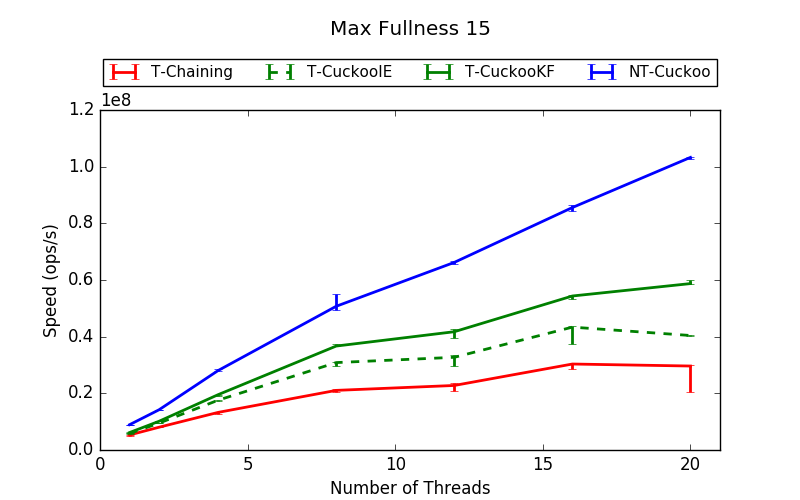 Max Fullness 15
T-Chaining T-CuckooIE T-CuckooKF NT-Cuckoo
1e8
1.2
1.0
0.8
0.6
0.4
0.2
0.0
Speed (ops/s)
0 5 10 15 20
Number of Threads